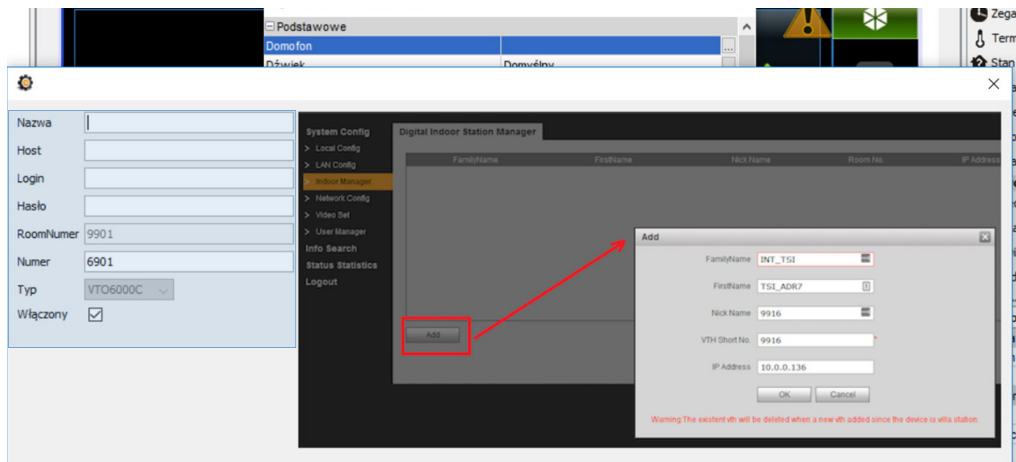 Podstawowe
Domofon
...
Dźwięk Domyślny
Zega
Term
Stan
Nazwa
Host
Login
Hasło
RoomNumer 9901
Numer 6901
Typ VTO6000C
Włączony
System Config
> Local Config
> LAN Config
> Indoor Manager
> Network Config
> Video Set
> User Manager
Info Search
Status Statistics
Logout
Digital Indoor Station Manager
FamilyName FirstName Nick Name Room No. IP Address
Add
Add
FamilyName INT_TSI
FirstName TSI_ADR7
Nick Name 9916
VTH Short No. 9916 *
IP Address 10.0.0.136
OK Cancel
Warning:The existent vth will be deleted when a new vth added since the device is villa station.